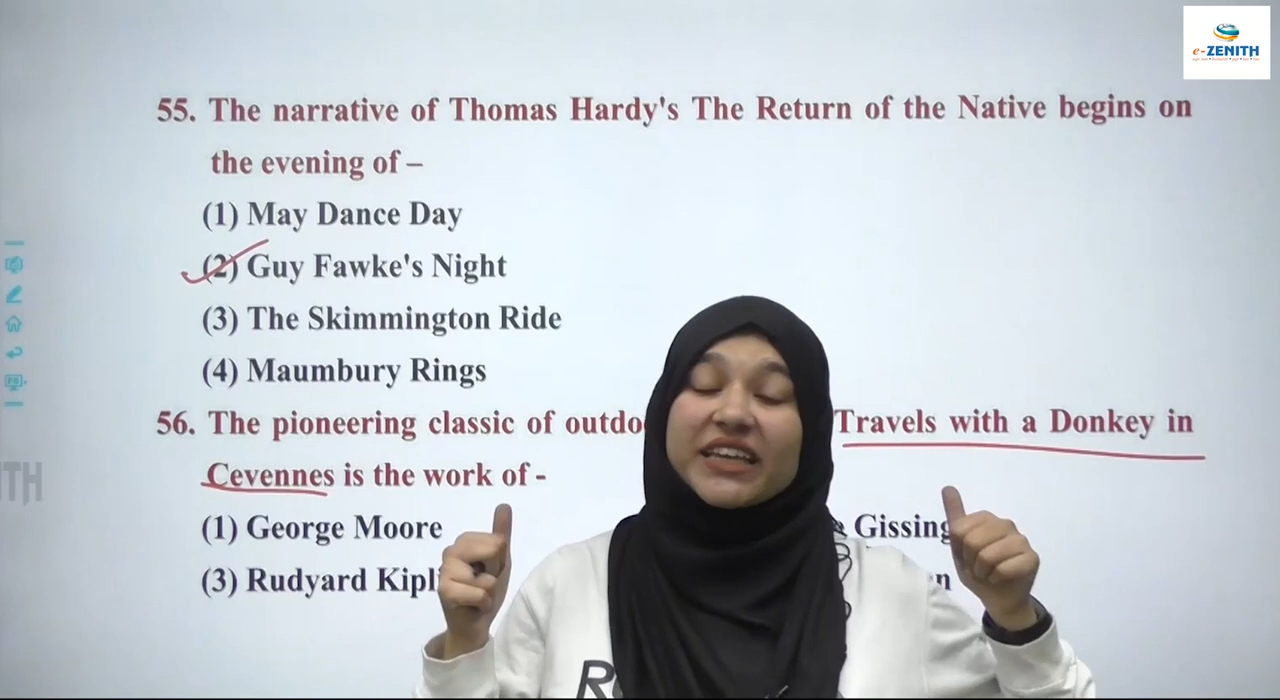 e-ZENITH
55. The narrative of Thomas Hardy's The Return of the Native begins on
the evening of –
(1) May Dance Day
(2) Guy Fawke's Night
(3) The Skimmington Ride
(4) Maumbury Rings
56. The pioneering classic of outdo Travels with a Donkey in
Cevennes is the work of -
(1) George Moore Gissing
(3) Rudyard Kipli n
TH
R